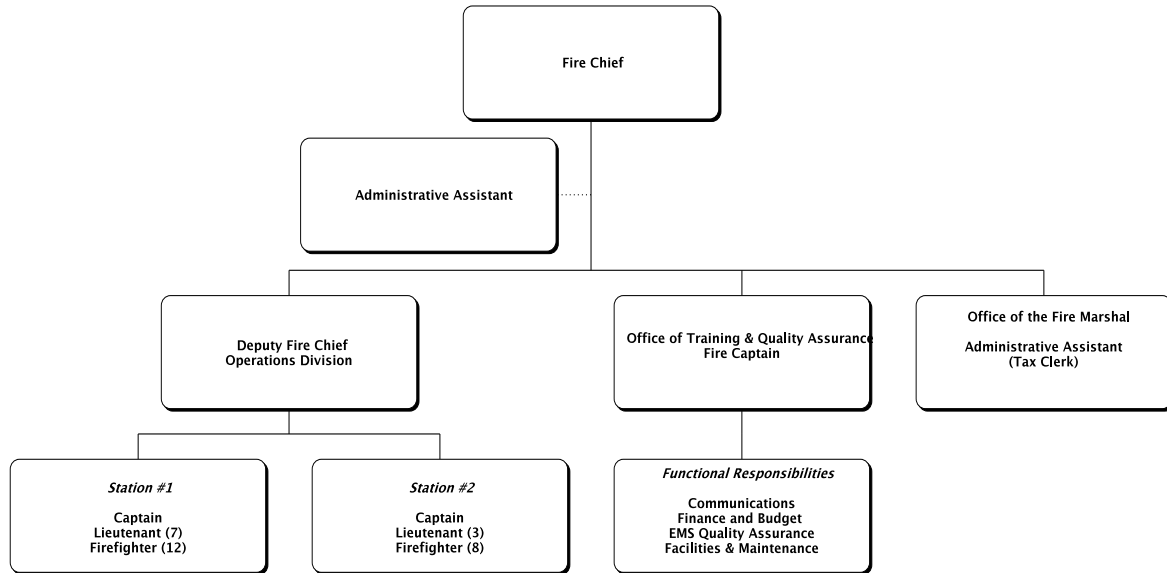 Fire Chief
Administrative Assistant
Deputy Fire Chief
Operations Division
Office of Training & Quality Assurance
Fire Captain
Office of the Fire Marshal
Administrative Assistant
(Tax Clerk)
Station #1
Captain
Lieutenant (7)
Firefighter (12)
Station #2
Captain
Lieutenant (3)
Firefighter (8)
Functional Responsibilities
Communications
Finance and Budget
EMS Quality Assurance
Facilities & Maintenance